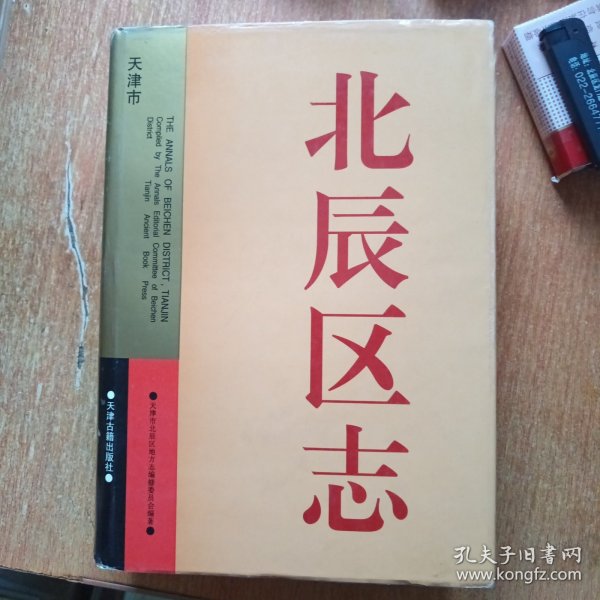 天津市
北辰区志
THE ANNALS OF BEICHEN DISTRICT, TIANJIN
Compiled by The Annals Editorial Committee of Beichen
District Tianjin Ancient Book Press
●天津市北辰区地方志编修委员会编著●
●天津古籍出版社●
电话: 022-2664
孔夫子旧书网
www.kongfz.com